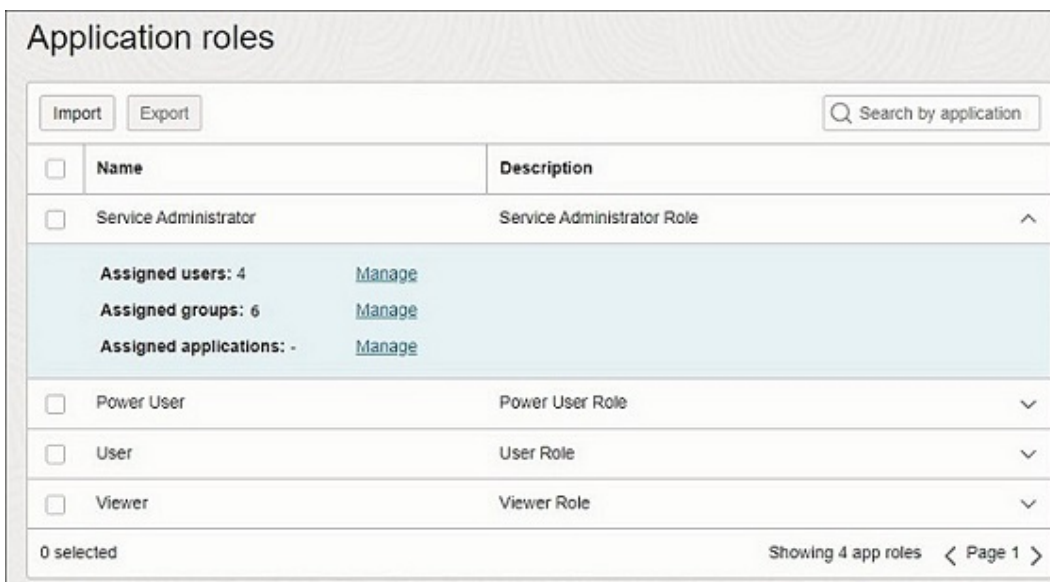 Application roles
Import Export Search by application
Name Description
Service Administrator Service Administrator Role
Assigned users: 4 Manage
Assigned groups: 6 Manage
Assigned applications: - Manage
Power User Power User Role
User User Role
Viewer Viewer Role
0 selected Showing 4 app roles Page 1